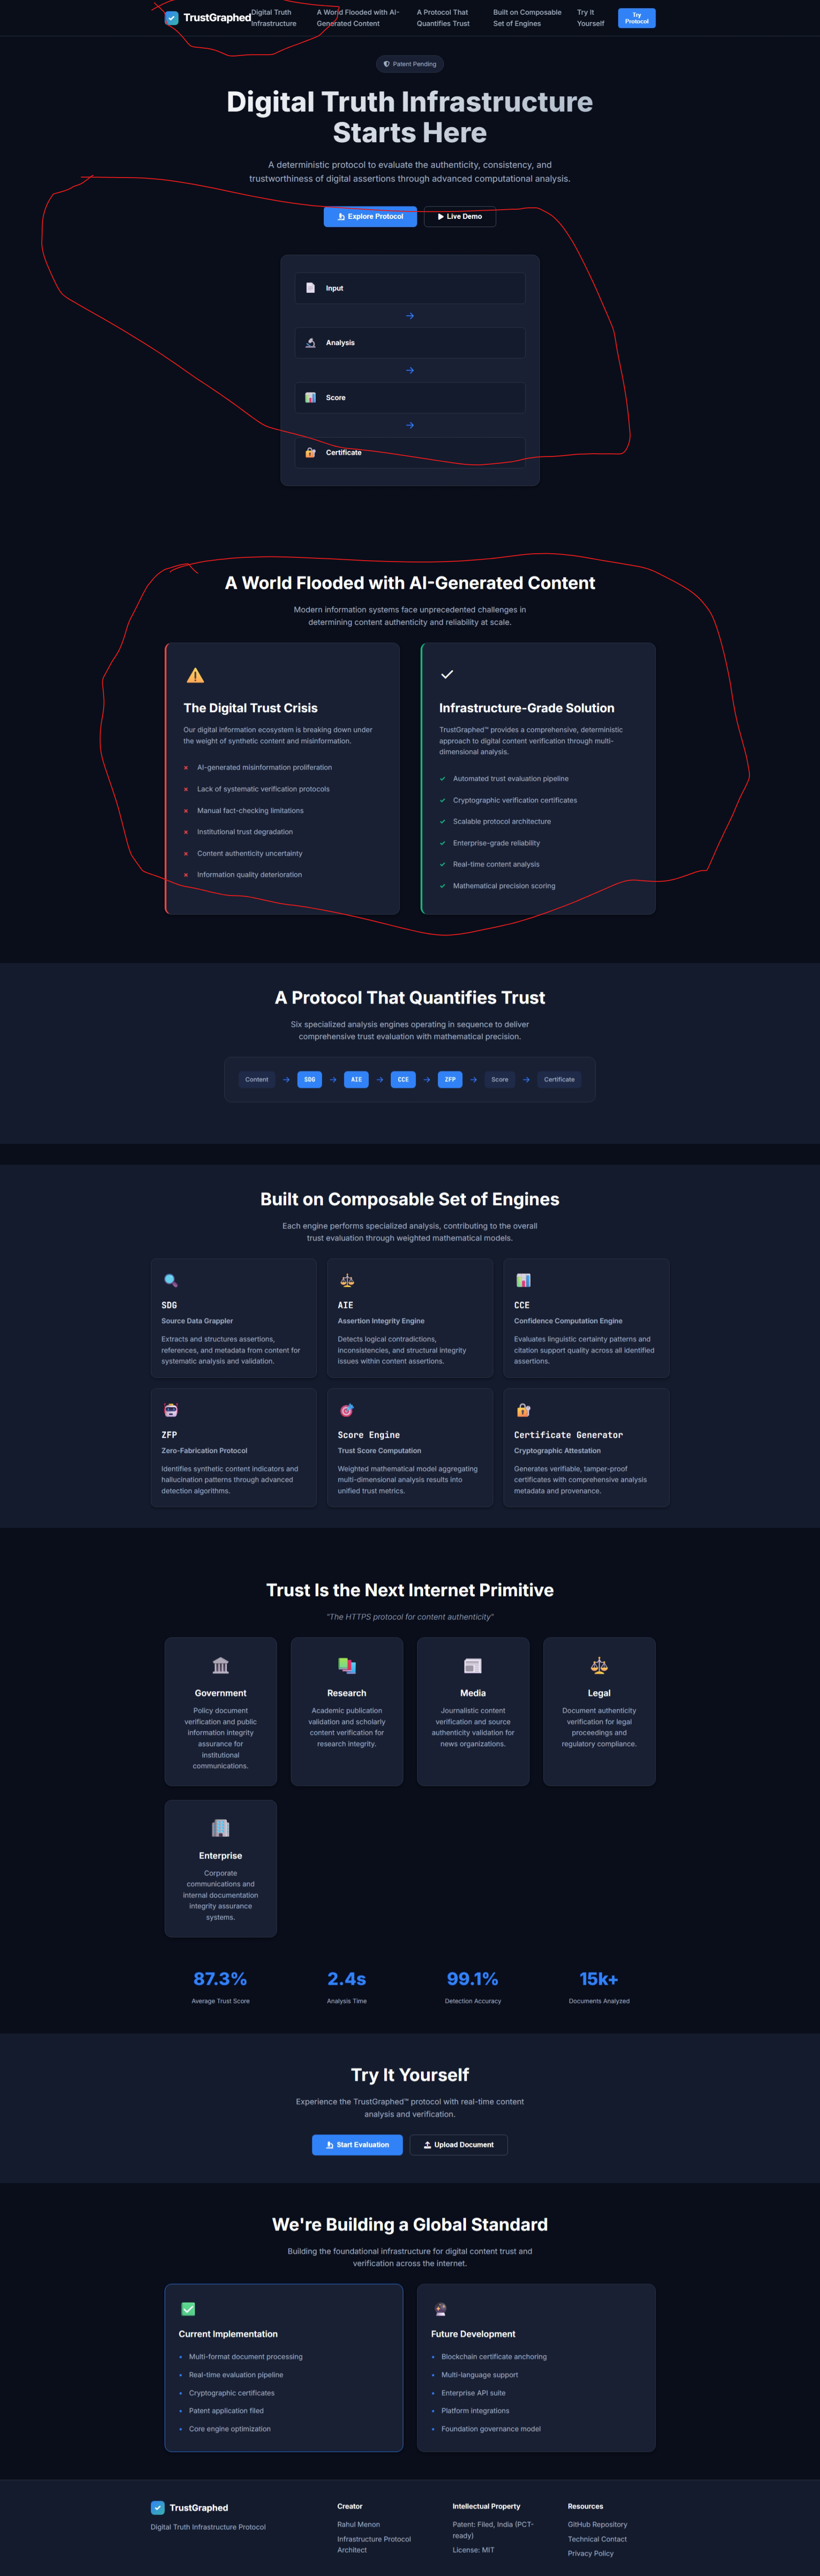 TrustGraphed
Digital Truth
Infrastructure
A World Flooded with AI-
Generated Content
A Protocol That
Quantifies Trust
Built on Composable
Set of Engines
Try It
Yourself
Try
Protocol
Patent Pending
Digital Truth Infrastructure
Starts Here
A deterministic protocol to evaluate the authenticity, consistency, and
trustworthiness of digital assertions through advanced computational analysis.
Explore Protocol
Live Demo
Input
→
Analysis
→
Score
→
Certificate
A World Flooded with AI-Generated Content
Modern information systems face unprecedented challenges in
determining content authenticity and reliability at scale.
The Digital Trust Crisis
Our digital information ecosystem is breaking down under
the weight of synthetic content and misinformation.
× AI-generated misinformation proliferation
× Lack of systematic verification protocols
× Manual fact-checking limitations
× Institutional trust degradation
× Content authenticity uncertainty
× Information quality deterioration
Infrastructure-Grade Solution
TrustGraphed™ provides a comprehensive, deterministic
approach to digital content verification through multi-
dimensional analysis.
✓ Automated trust evaluation pipeline
✓ Cryptographic verification certificates
✓ Scalable protocol architecture
✓ Enterprise-grade reliability
✓ Real-time content analysis
✓ Mathematical precision scoring
A Protocol That Quantifies Trust
Six specialized analysis engines operating in sequence to deliver
comprehensive trust evaluation with mathematical precision.
Content → SDG → AIE → CCE → ZFP → Score → Certificate
Built on Composable Set of Engines
Each engine performs specialized analysis, contributing to the overall
trust evaluation through weighted mathematical models.
SDG
Source Data Grappler
Extracts and structures assertions,
references, and metadata from content for
systematic analysis and validation.
AIE
Assertion Integrity Engine
Detects logical contradictions,
inconsistencies, and structural integrity
issues within content assertions.
CCE
Confidence Computation Engine
Evaluates linguistic certainty patterns and
citation support quality across all identified
assertions.
ZFP
Zero-Fabrication Protocol
Identifies synthetic content indicators and
hallucination patterns through advanced
detection algorithms.
Score Engine
Trust Score Computation
Weighted mathematical model aggregating
multi-dimensional analysis results into
unified trust metrics.
Certificate Generator
Cryptographic Attestation
Generates verifiable, tamper-proof
certificates with comprehensive analysis
metadata and provenance.
Trust Is the Next Internet Primitive
"The HTTPS protocol for content authenticity"
Government
Policy document
verification and public
information integrity
assurance for
institutional
communications.
Research
Academic publication
validation and scholarly
content verification for
research integrity.
Media
Journalistic content
verification and source
authenticity validation for
news organizations.
Legal
Document authenticity
verification for legal
proceedings and
regulatory compliance.
Enterprise
Corporate
communications and
internal documentation
integrity assurance
systems.
87.3%
Average Trust Score
2.4s
Analysis Time
99.1%
Detection Accuracy
15k+
Documents Analyzed
Try It Yourself
Experience the TrustGraphed™ protocol with real-time content
analysis and verification.
Start Evaluation
Upload Document
We're Building a Global Standard
Building the foundational infrastructure for digital content trust and
verification across the internet.
Current Implementation
• Multi-format document processing
• Real-time evaluation pipeline
• Cryptographic certificates
• Patent application filed
• Core engine optimization
Future Development
• Blockchain certificate anchoring
• Multi-language support
• Enterprise API suite
• Platform integrations
• Foundation governance model
TrustGraphed
Digital Truth Infrastructure Protocol
Creator
Rahul Menon
Infrastructure Protocol
Architect
Intellectual Property
Patent: Filed, India (PCT-
ready)
License: MIT
Resources
GitHub Repository
Technical Contact
Privacy Policy